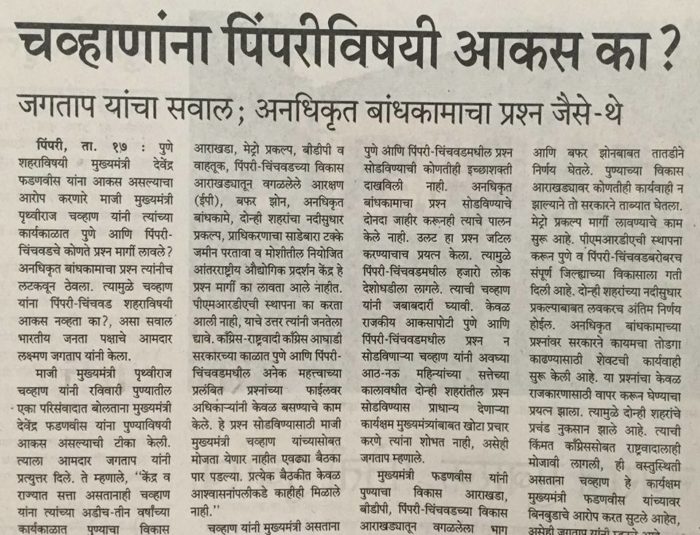 चव्हाणांना पिंपरीविषयी आकस का ?
जगताप यांचा सवाल ; अनधिकृत बांधकामाचा प्रश्न जैसे-थे
पिंपरी, ता. १७ : पुणे
शहराविषयी मुख्यमंत्री देवेंद्र
फडणवीस यांना आकस असल्याचा
आरोप करणारे माजी मुख्यमंत्री
पृथ्वीराज चव्हाण यांनी त्यांच्या
कार्यकाळात पुणे आणि पिंपरी-
चिंचवडचे कोणते प्रश्न मार्गी लावले?
अनधिकृत बांधकामाचा प्रश्न त्यांनीच
लटकवून ठेवला. त्यामुळे चव्हाण
यांना पिंपरी-चिंचवड शहराविषयी
आकस नव्हता का?, असा सवाल
भारतीय जनता पक्षाचे आमदार
लक्ष्मण जगताप यांनी केला.
माजी मुख्यमंत्री पृथ्वीराज
चव्हाण यांनी रविवारी पुण्यातील
एका परिसंवादात बोलताना मुख्यमंत्री
देवेंद्र फडणवीस यांना पुण्याविषयी
आकस असल्याची टीका केली.
त्याला आमदार जगताप यांनी
प्रत्युत्तर दिले. ते म्हणाले, ‘‘केंद्र व
राज्यात सत्ता असतानाही चव्हाण
यांना त्यांच्या अडीच-तीन वर्षांच्या
कार्यकाळात पुण्याचा विकास
आराखडा, मेट्रो प्रकल्प, बीडीपी व
वाहतूक, पिंपरी-चिंचवडच्या विकास
आराखड्यातून वगळलेले आरक्षण
(ईपी), बफर झोन, अनधिकृत
बांधकामे, दोन्ही शहरांचा नदीसुधार
प्रकल्प, प्राधिकरणाचा साडेबारा टक्के
जमीन परतावा व मोशीतील नियोजित
आंतरराष्ट्रीय औद्योगिक प्रदर्शन केंद्र हे
प्रश्न मार्गी का लावता आले नाहीत.
पीएमआरडीएची स्थापना का करता
आली नाही, याचे उत्तर त्यांनी जनतेला
द्यावे. काँग्रेस-राष्ट्रवादी काँग्रेस आघाडी
सरकारच्या काळात पुणे आणि पिंपरी-
चिंचवडमधील अनेक महत्त्वाच्या
प्रलंबित प्रश्नांच्या फाईलवर
अधिकाऱ्यांनी केवळ बसण्याचे काम
केले. हे प्रश्न सोडविण्यासाठी माजी
मुख्यमंत्री चव्हाण यांच्यासोबत
मोजता येणार नाहीत एवढ्या बैठका
पार पडल्या. प्रत्येक बैठकीत केवळ
आश्वासनांपलीकडे काहीही मिळाले
नाही.’’
चव्हाण यांनी मुख्यमंत्री असताना
पुणे आणि पिंपरी-चिंचवडमधील प्रश्न
सोडविण्याची कोणतीही इच्छाशक्ती
दाखविली नाही. अनधिकृत
बांधकामाचा प्रश्न सोडविण्याचे
दोनदा जाहीर करूनही त्याचे पालन
केले नाही. उलट हा प्रश्न जटिल
करण्याचाच प्रयत्न केला. त्यामुळे
पिंपरी-चिंचवडमधील हजारो लोक
देशोधडीला लागले. त्याची चव्हाण
यांनी जबाबदारी घ्यावी. केवळ
राजकीय आकसापोटी पुणे आणि
पिंपरी-चिंचवडमधील प्रश्न न
सोडविणाऱ्या चव्हाण यांनी अवघ्या
आठ-नऊ महिन्यांच्या सत्तेच्या
कालावधीत दोन्ही शहरांतील प्रश्न
सोडविण्यास प्राधान्य देणाऱ्या
कार्यक्षम मुख्यमंत्र्यांबाबत खोटा प्रचार
करणे त्यांना शोभत नाही, असेही
जगताप म्हणाले.
मुख्यमंत्री फडणवीस यांनी
पुण्याचा विकास आराखडा,
बीडीपी, पिंपरी-चिंचवडच्या विकास
आराखड्यातून वगळलेला भाग
आणि बफर झोनबाबत तातडीने
निर्णय घेतले. पुण्याच्या विकास
आराखड्यावर कोणतीही कार्यवाही न
झाल्याने तो सरकारने ताब्यात घेतला.
मेट्रो प्रकल्प मार्गी लावण्याचे काम
सुरू आहे. पीएमआरडीची स्थापना
करून पुणे व पिंपरी-चिंचवडबरोबरच
संपूर्ण जिल्ह्याच्या विकासाला गती
दिली आहे. दोन्ही शहरांच्या नदीसुधार
प्रकल्पाबाबत लवकरच अंतिम निर्णय
होईल. अनधिकृत बांधकामाच्या
प्रश्नांवर सरकारने कायमचा तोडगा
काढण्यासाठी शेवटची कार्यवाही
सुरू केली आहे. या प्रश्नांचा केवळ
राजकारणासाठी वापर करून घेण्याचा
प्रयत्न झाला. त्यामुळे दोन्ही शहरांचे
प्रचंड नुकसान झाले आहे. त्याची
किंमत काँग्रेससोबत राष्ट्रवादालाही
मोजावी लागली, ही वस्तुस्थिती
असताना चव्हाण हे कार्यक्षम
मुख्यमंत्री फडणवीस यांच्यावर
बिनबुडाचे आरोप करत सुटले आहेत,
असेही जगताप यांनी